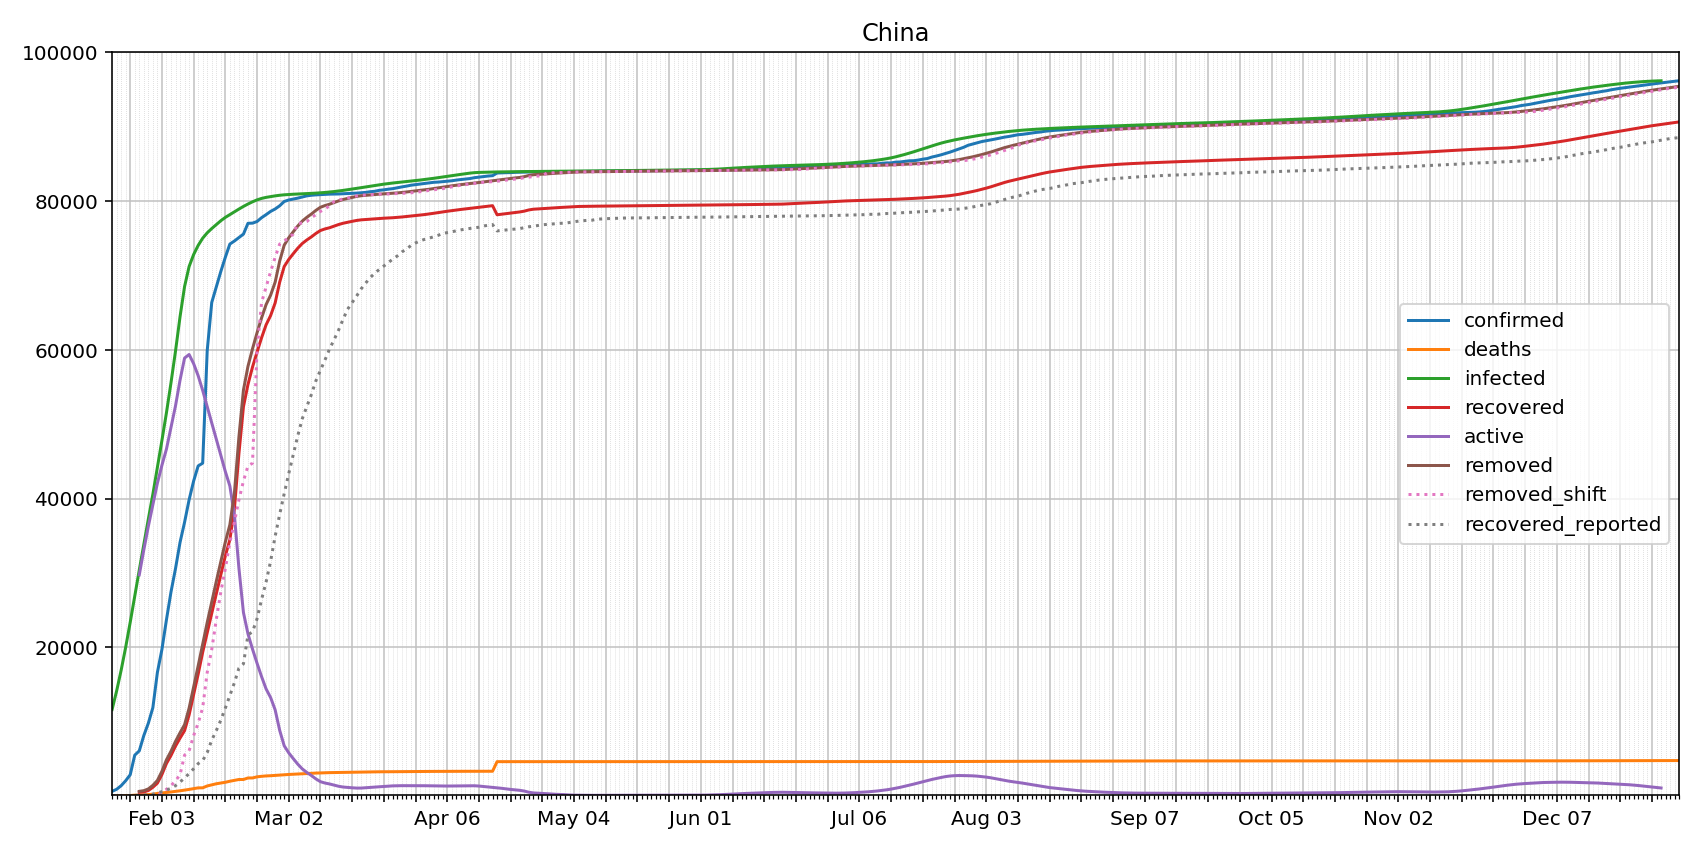 China
100000
80000
60000
40000
20000
confirmed
deaths
infected
recovered
active
removed
removed_shift
recovered_reported
Feb 03 Mar 02 Apr 06 May 04 Jun 01 Jul 06 Aug 03 Sep 07 Oct 05 Nov 02 Dec 07